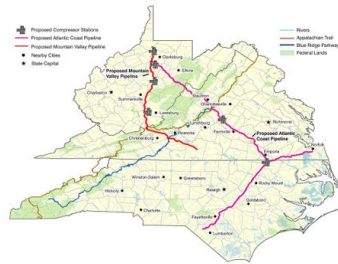 Proposed Compressor Stations
Proposed Atlantic Coast Pipeline
Proposed Mountain Valley Pipeline
Nearby Cities
State Capital
Rivers
Appalachian Trail
Blue Ridge Parkway
Federal Lands
Clarksburg
Elkins
Proposed Mountain
Valley Pipeline
Charleston
Summersville
Staunton
Charlottesville
Lewisburg
Richmond
Lynchburg
Farmville
Roanoke
Christiansburg
Proposed Atlantic
Coast Pipeline
Emporia
Norfolk
Winston-Salem
Greensboro
Rocky Mount
Hickory
Raleigh
Goldsboro
Charlotte
Fayetteville
Lumberton